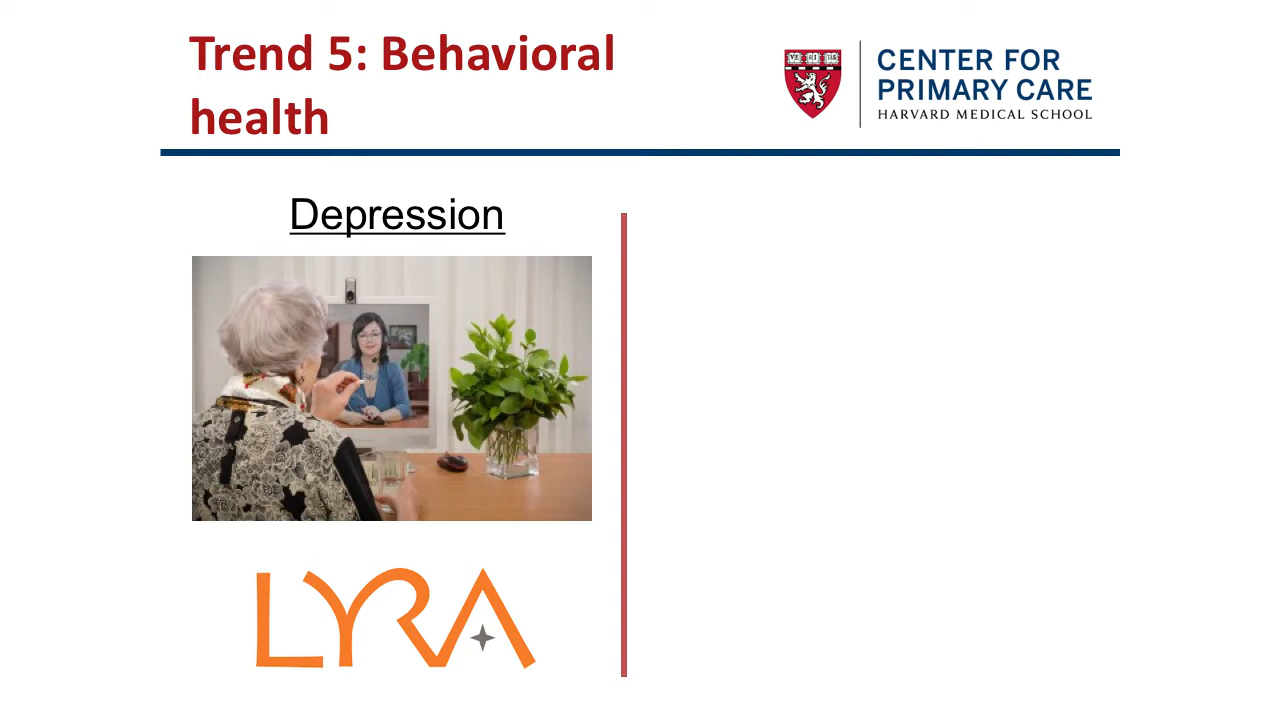 Trend 5: Behavioral
health
CENTER FOR
PRIMARY CARE
HARVARD MEDICAL SCHOOL
Depression
LYRA